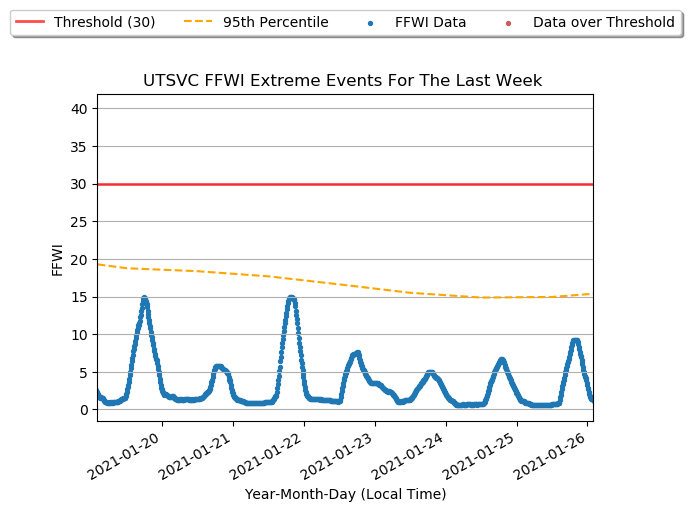 Threshold (30) 95th Percentile FFWI Data Data over Threshold
UTSVC FFWI Extreme Events For The Last Week
40
35
30
25
20
15
10
5
0
FFWI
2021-01-20 2021-01-21 2021-01-22 2021-01-23 2021-01-24 2021-01-25 2021-01-26
Year-Month-Day (Local Time)